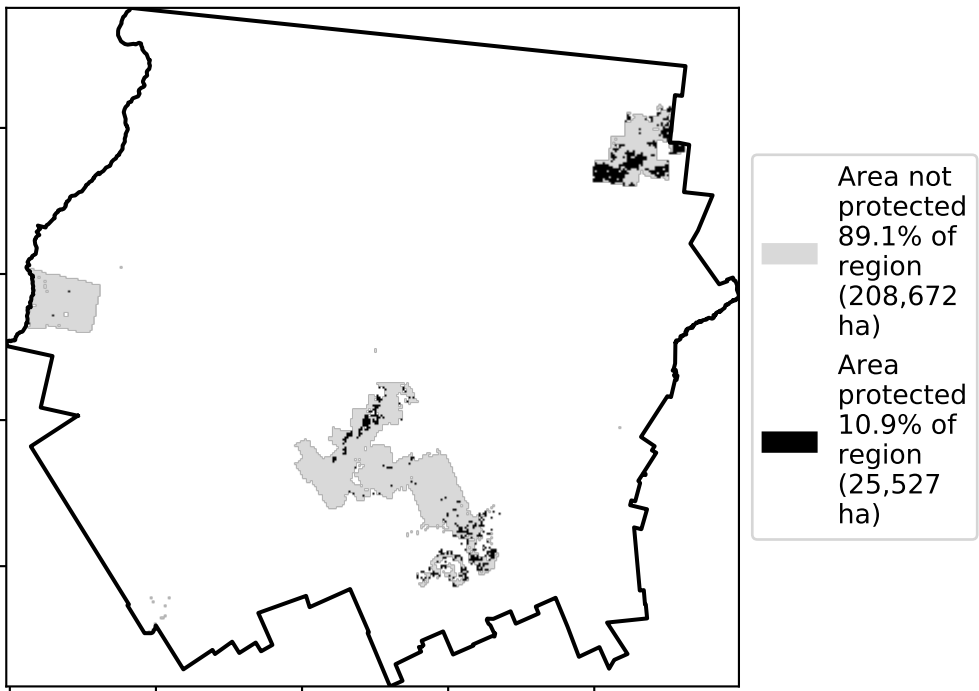 Area not
protected
89.1% of
region
(208,672
ha)
Area
protected
10.9% of
region
(25,527
ha)